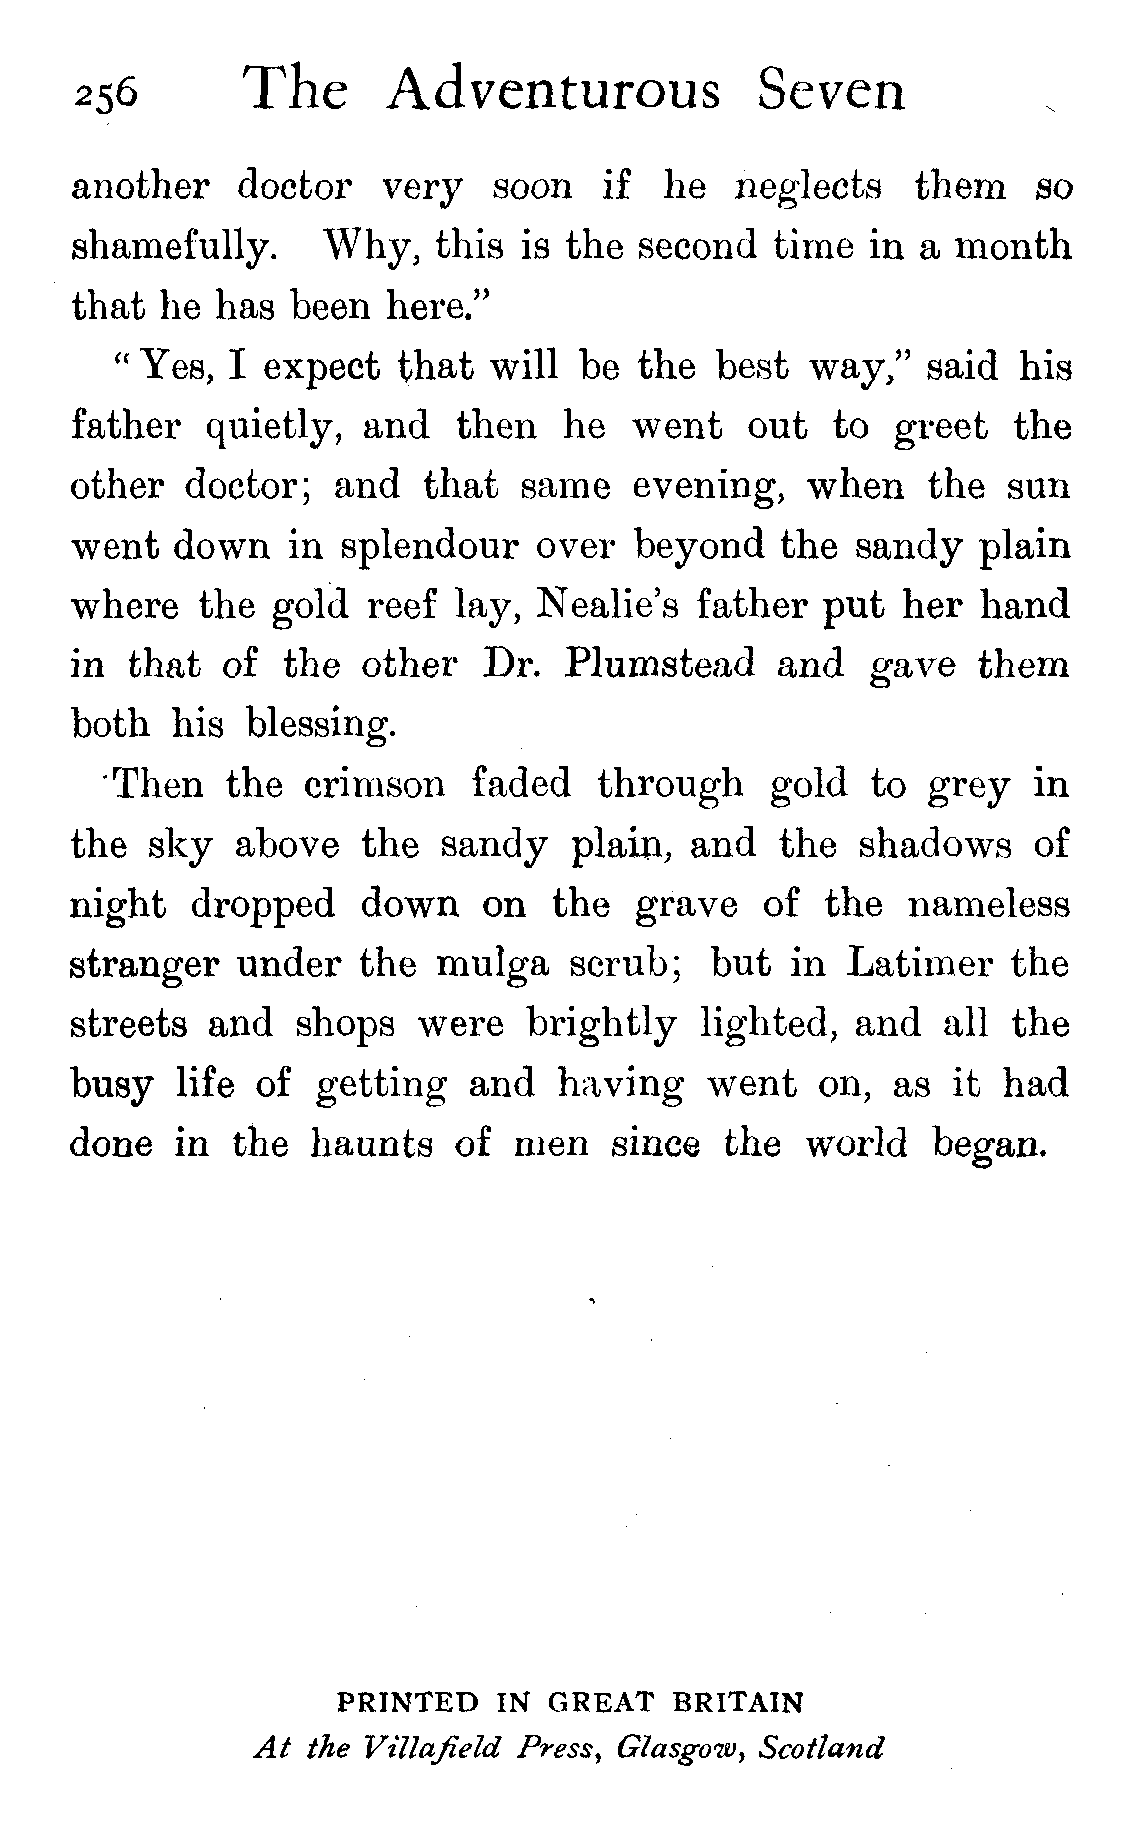 256 The Adventurous Seven
another doctor very soon if he neglects them so
shamefully. Why, this is the second time in a month
that he has been here."
"Yes, I expect that will be the best way," said his
father quietly, and then he went out to greet the
other doctor; and that same evening, when the sun
went down in splendour over beyond the sandy plain
where the gold reef lay, Nealie's father put her hand
in that of the other Dr. Plumstead and gave them
both his blessing.
Then the crimson faded through gold to grey in
the sky above the sandy plain, and the shadows of
night dropped down on the grave of the nameless
stranger under the mulga scrub; but in Latimer the
streets and shops were brightly lighted, and all the
busy life of getting and having went on, as it had
done in the haunts of men since the world began.
PRINTED IN GREAT BRITAIN
At the Villafield Press, Glasgow, Scotland